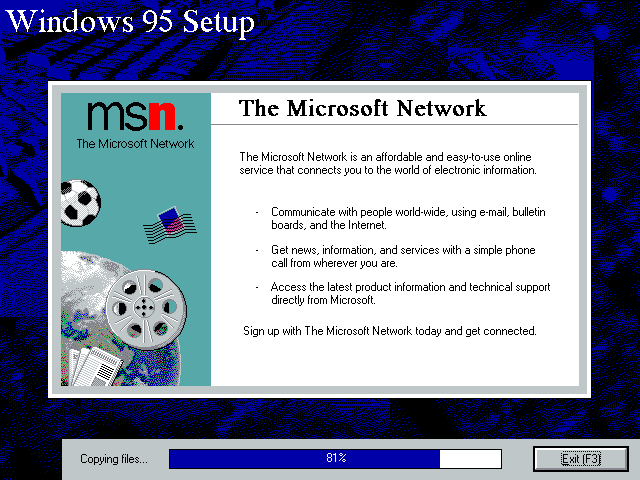 Windows 95 Setup
msn.
The Microsoft Network
The Microsoft Network
The Microsoft Network is an affordable and easy-to-use online
service that connects you to the world of electronic information.
- Communicate with people world-wide, using e-mail, bulletin
boards, and the Internet.
- Get news, information, and services with a simple phone
call from wherever you are.
- Access the latest product information and technical support
directly from Microsoft.
Sign up with The Microsoft Network today and get connected.
Copying files... 81% Exit (F3)